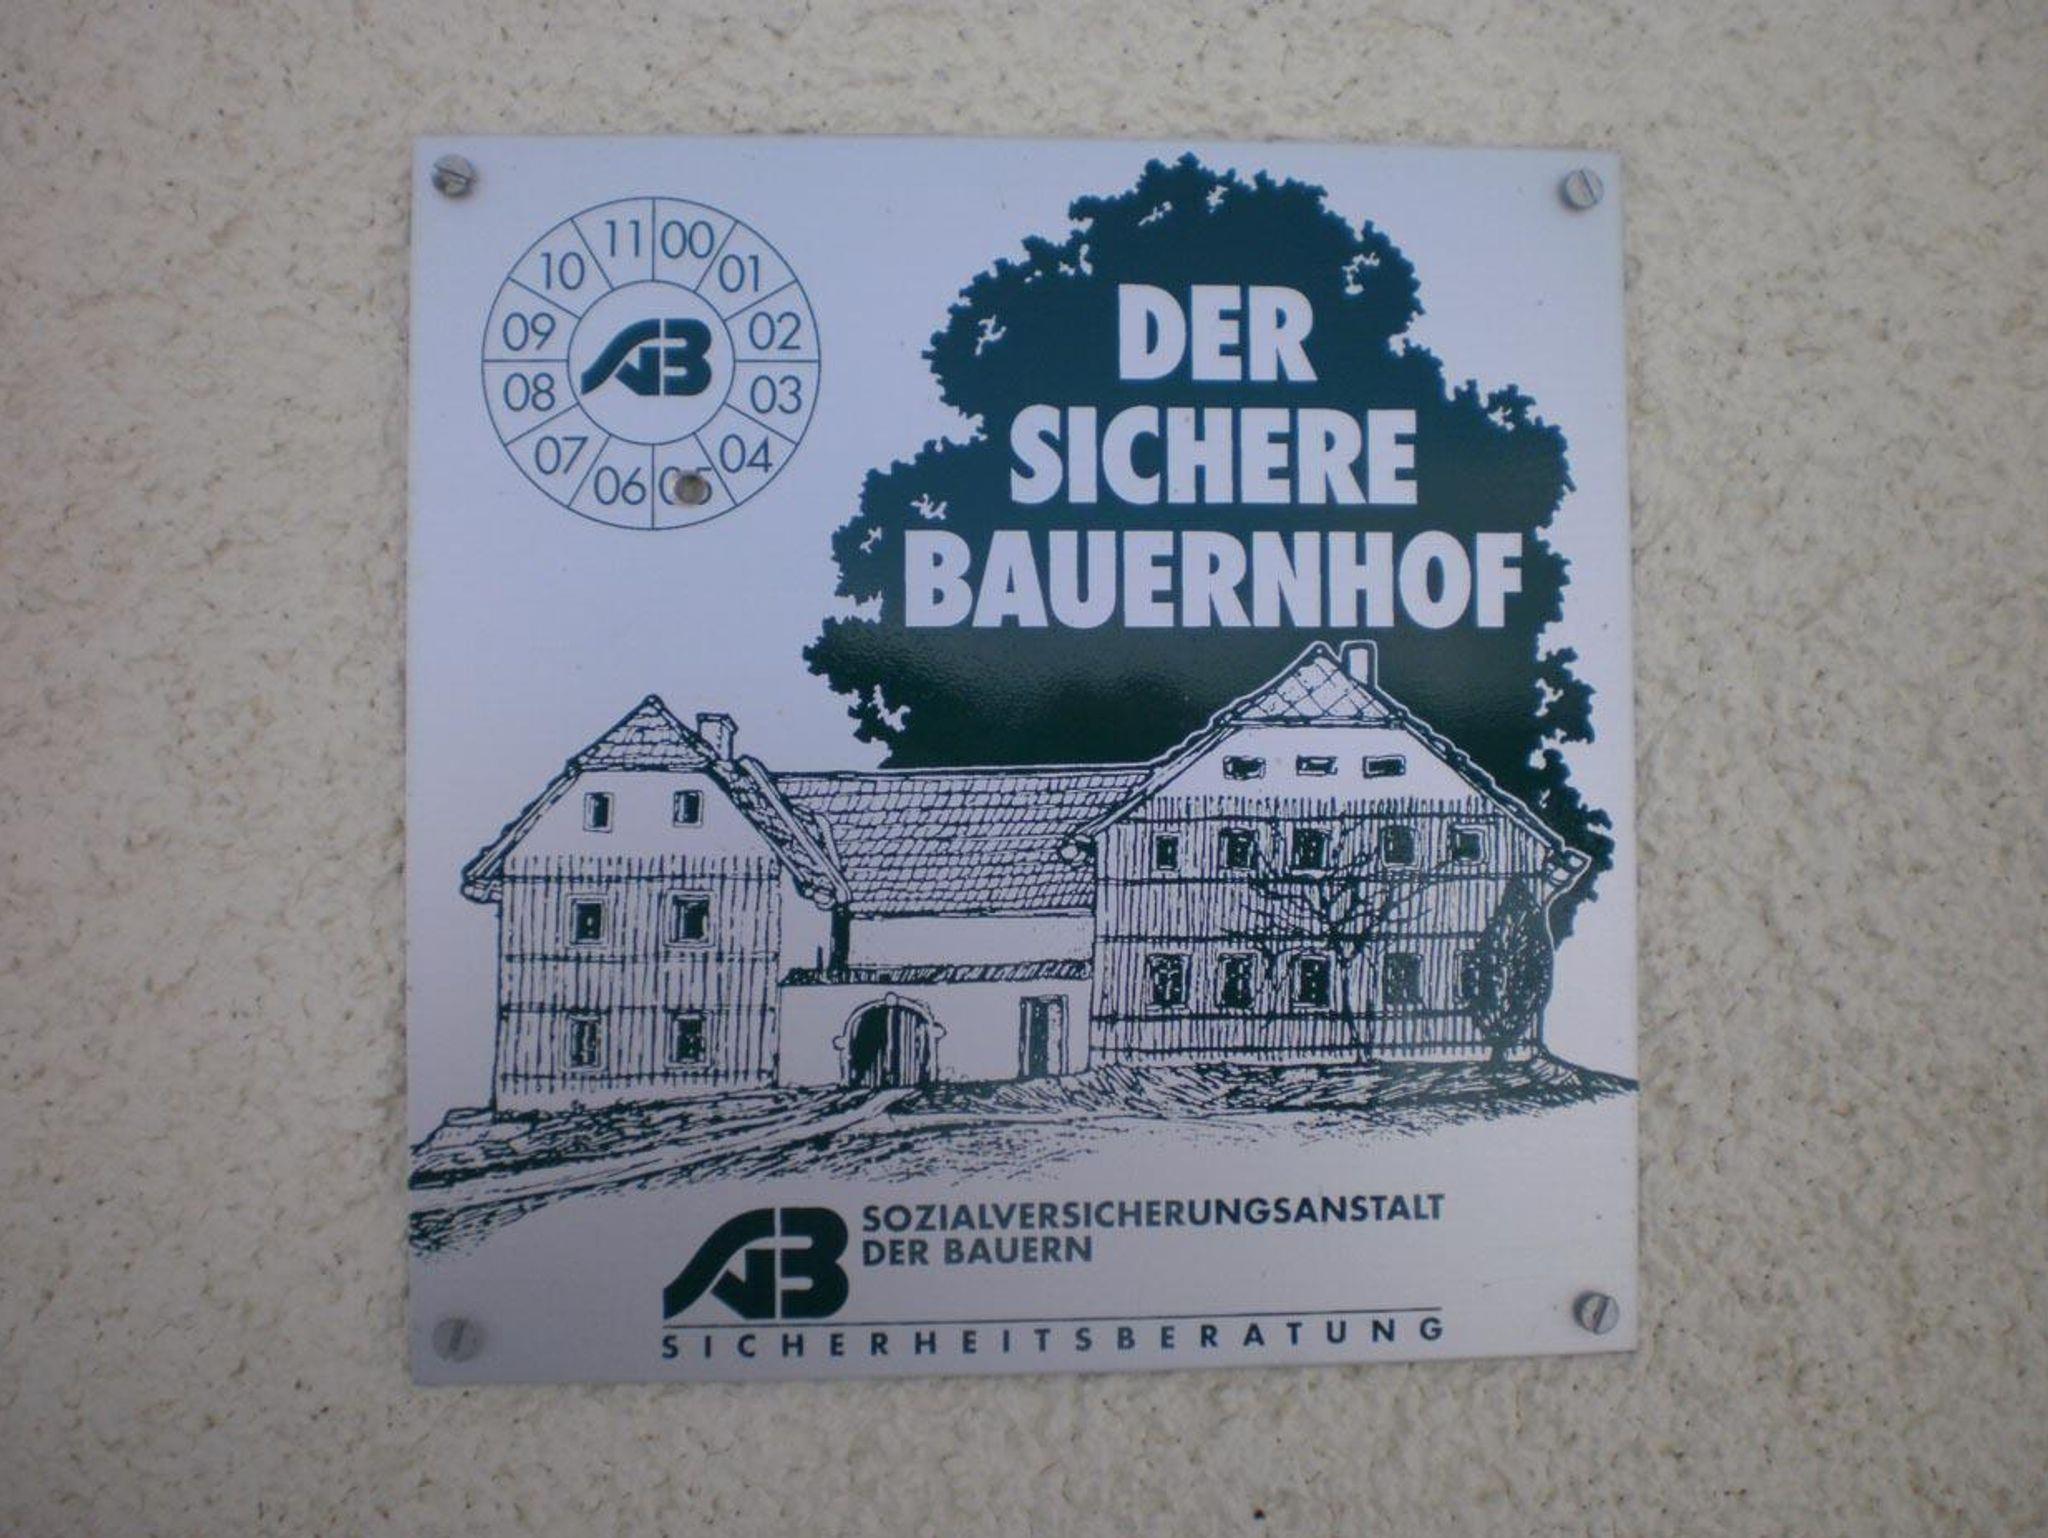 00
01
02
03
04
05
06
07
08
09
10
11
DER
SICHERE
BAUERNHOF
SOZIALVERSICHERUNGSANSTALT
DER BAUERN
SICHERHEITSBERATUNG